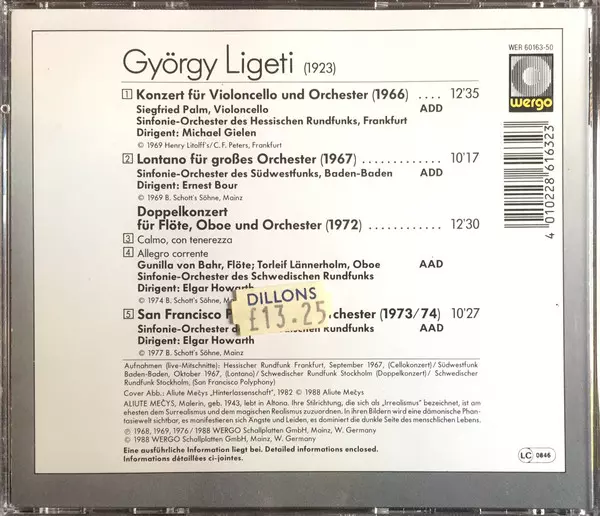 György Ligeti (1923)
WER 60163-50
wergo
1 Konzert für Violoncello und Orchester (1966) .... 12'35
Siegfried Palm, Violoncello ADD
Sinfonie-Orchester des Hessischen Rundfunks, Frankfurt
Dirigent: Michael Gielen
© 1969 Henry Litolff's/C. F. Peters, Frankfurt
2 Lontano für großes Orchester (1967) ............. 10'17
Sinfonie-Orchester des Südwestfunks, Baden-Baden ADD
Dirigent: Ernest Bour
© 1969 B. Schott's Söhne, Mainz
Doppelkonzert
für Flöte, Oboe und Orchester (1972) ........... 12'30
3 Calmo, con tenerezza
4 Allegro corrente
Gunilla von Bahr, Flöte; Torleif Lännerholm, Oboe AAD
Sinfonie-Orchester des Schwedischen Rundfunks
Dirigent: Elgar Howarth
© 1974 B. Schott's Söhne, Mainz
DILLONS
£13.25
5 San Francisco chester (1973/74) 10'27
Sinfonie-Orchester Rundfunks AAD
Dirigent: Elgar Howarth
© 1977 B. Schott's Söhne, Mainz
4 010228 616323
Aufnahmen (live-Mitschnitte): Hessischer Rundfunk Frankfurt, September 1967, (Cellokonzert)/Südwestfunk
Baden-Baden, Oktober 1967, (Lontano)/Schwedischer Rundfunk Stockholm (Doppelkonzert)/Schwedischer
Rundfunk Stockholm, (San Francisco Polyphony)
Cover Abb.: Aliute Mečys „Hinterlossenschaft", 1982 © 1988 Aliute Mečys
ALIUTE MEČYS, Malerin, geb. 1943, lebt in Altona. Ihre Stilrichtung, die sich als „Irrealismus" bezeichnet, ist am
ehesten dem Surrealismus und dem magischen Realismus zuzuordnen. In ihren Bildern wird eine dämonische Phan-
tasiewelt sichtbar, es manifestieren sich Ängste und Leiden, es dominiert die dunkle Seite des menschlichen Lebens.
℗ 1968, 1969, 1976 / 1988 WERGO Schallplatten GmbH, Mainz, W. Germany
© 1988 WERGO Schallplatten GmbH, Mainz, W. Germany
Eine ausführliche Information liegt bei. Detailed informations enclosed.
Informations détaillées ci-jointes.
LC 0846